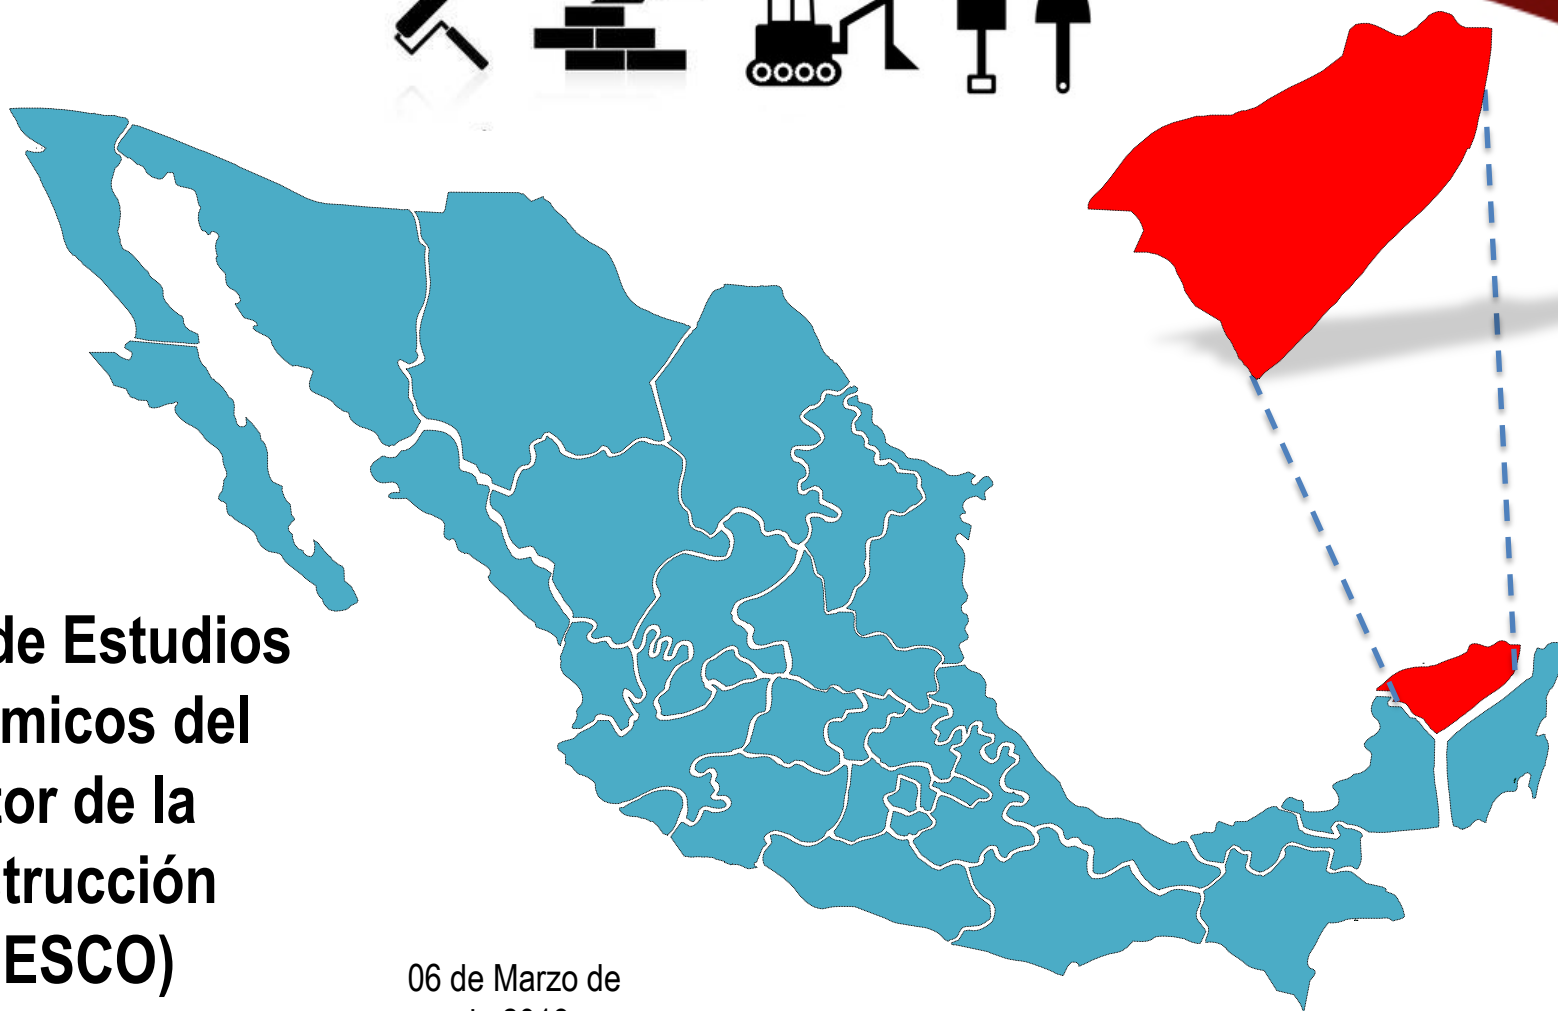 de Estudios
micos del
tor de la
trucción
ESCO)
06 de Marzo de